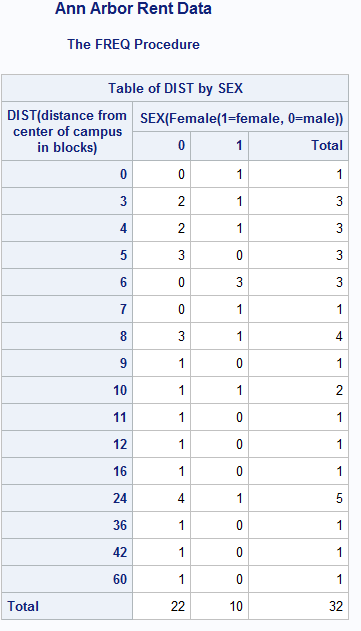 Ann Arbor Rent Data
The FREQ Procedure
Table of DIST by SEX
DIST(distance from center of campus in blocks) SEX(Female(1=female, 0=male))
0 1 Total
0 0 1 1
3 2 1 3
4 2 1 3
5 3 0 3
6 0 3 3
7 0 1 1
8 3 1 4
9 1 0 1
10 1 1 2
11 1 0 1
12 1 0 1
16 1 0 1
24 4 1 5
36 1 0 1
42 1 0 1
60 1 0 1
Total 22 10 32